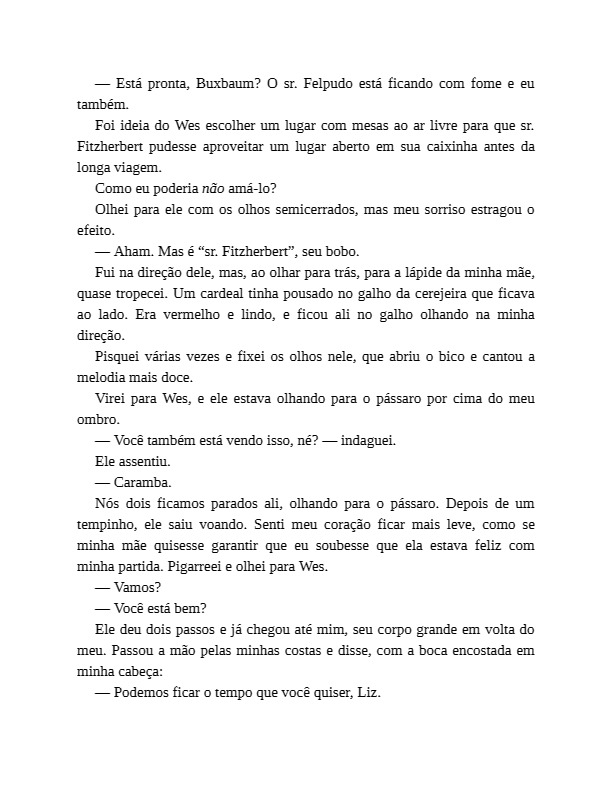 — Está pronta, Buxbaum? O sr. Felpudo está ficando com fome e eu
também.
Foi ideia do Wes escolher um lugar com mesas ao ar livre para que sr.
Fitzherbert pudesse aproveitar um lugar aberto em sua caixinha antes da
longa viagem.
Como eu poderia não amá-lo?
Olhei para ele com os olhos semicerrados, mas meu sorriso estragou o
efeito.
— Aham. Mas é “sr. Fitzherbert”, seu bobo.
Fui na direção dele, mas, ao olhar para trás, para a lápide da minha mãe,
quase tropecei. Um cardeal tinha pousado no galho da cerejeira que ficava
ao lado. Era vermelho e lindo, e ficou ali no galho olhando na minha
direção.
Pisquei várias vezes e fixei os olhos nele, que abriu o bico e cantou a
melodia mais doce.
Virei para Wes, e ele estava olhando para o pássaro por cima do meu
ombro.
— Você também está vendo isso, né? — indaguei.
Ele assentiu.
— Caramba.
Nós dois ficamos parados ali, olhando para o pássaro. Depois de um
tempinho, ele saiu voando. Senti meu coração ficar mais leve, como se
minha mãe quisesse garantir que eu soubesse que ela estava feliz com
minha partida. Pigarreei e olhei para Wes.
— Vamos?
— Você está bem?
Ele deu dois passos e já chegou até mim, seu corpo grande em volta do
meu. Passou a mão pelas minhas costas e disse, com a boca encostada em
minha cabeça:
— Podemos ficar o tempo que você quiser, Liz.